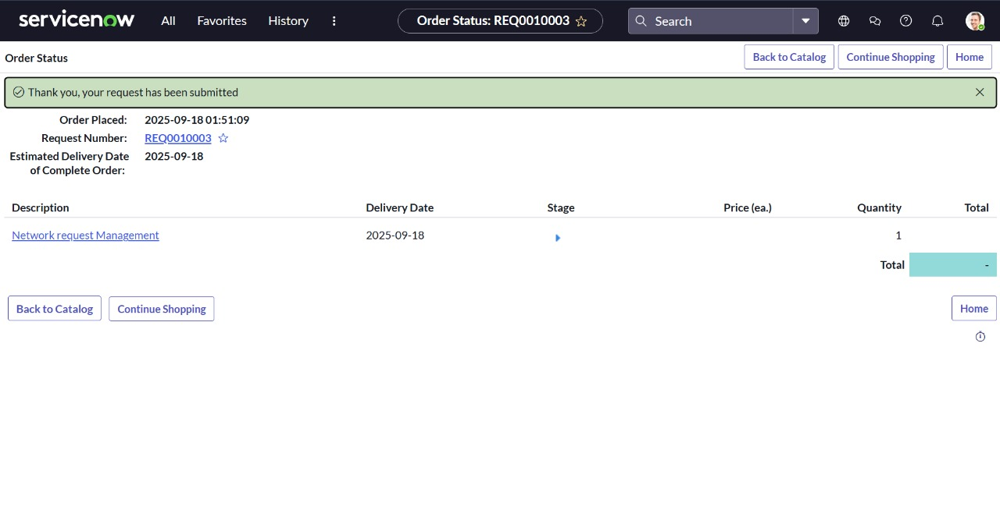 servicenow All Favorites History Order Status: REQ0010003 Search
Order Status Back to Catalog Continue Shopping Home
Thank you, your request has been submitted
Order Placed: 2025-09-18 01:51:09
Request Number: REQ0010003
Estimated Delivery Date 2025-09-18
of Complete Order:
Description Delivery Date Stage Price (ea.) Quantity Total
Network request Management 2025-09-18 1
Total -
Back to Catalog Continue Shopping Home